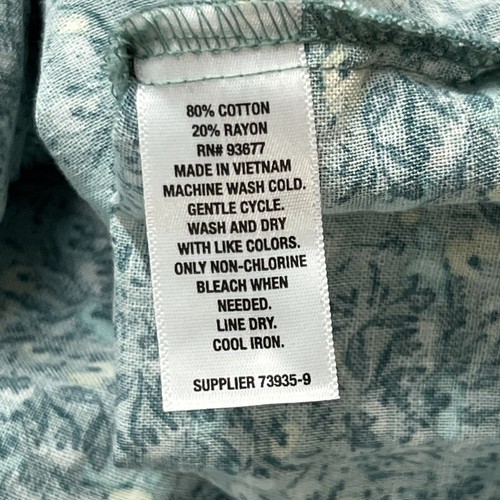 80% COTTON
20% RAYON
RN# 93677
MADE IN VIETNAM
MACHINE WASH COLD.
GENTLE CYCLE.
WASH AND DRY
WITH LIKE COLORS.
ONLY NON-CHLORINE
BLEACH WHEN
NEEDED.
LINE DRY.
COOL IRON.
SUPPLIER 73935-9